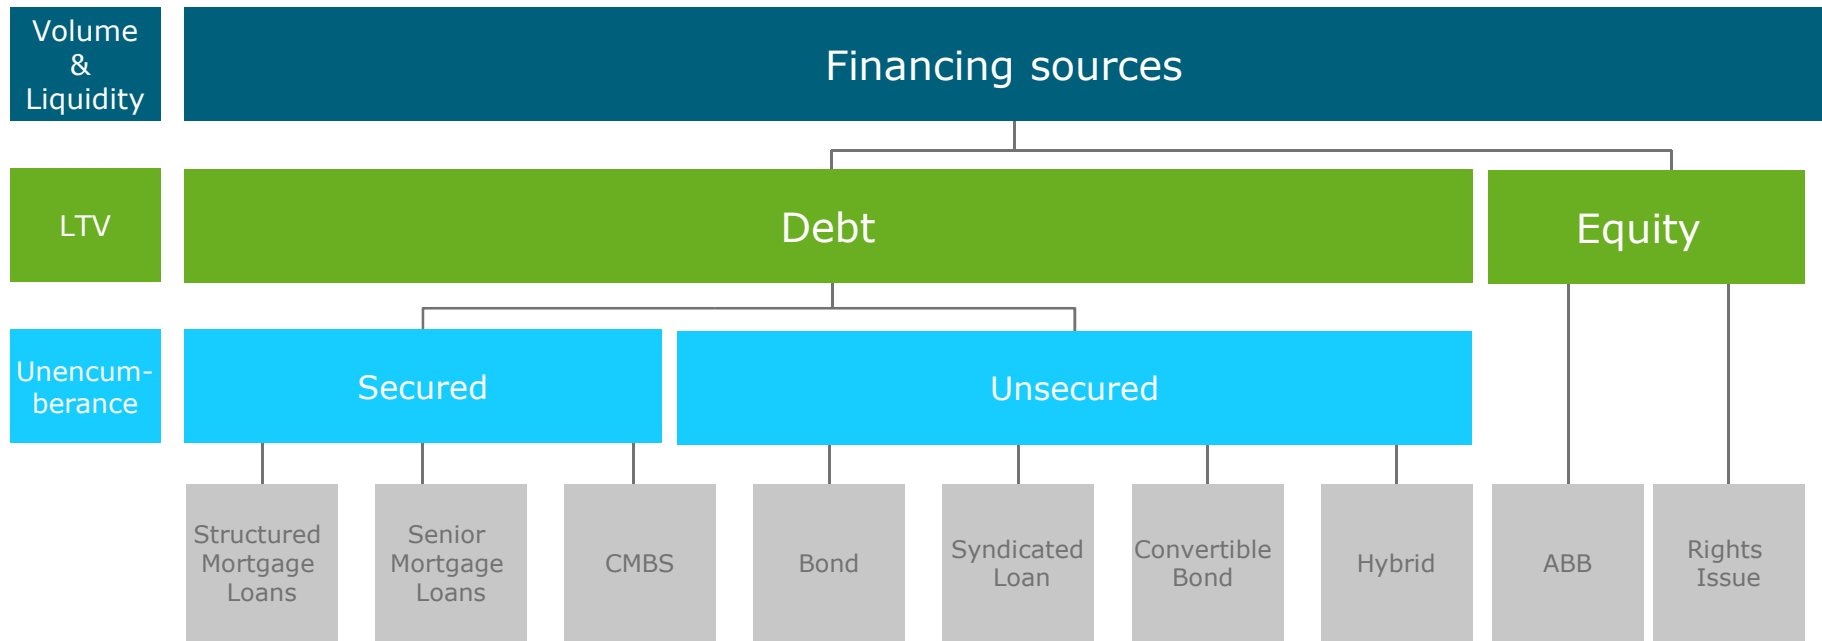 Volume
&
Liquidity
Financing sources
LTV
Debt
Equity
Unencum-
berance
Secured
Unsecured
Structured
Mortgage
Loans
Senior
Mortgage
Loans
CMBS
Bond
Syndicated
Loan
Convertible
Bond
Hybrid
ABB
Rights
Issue